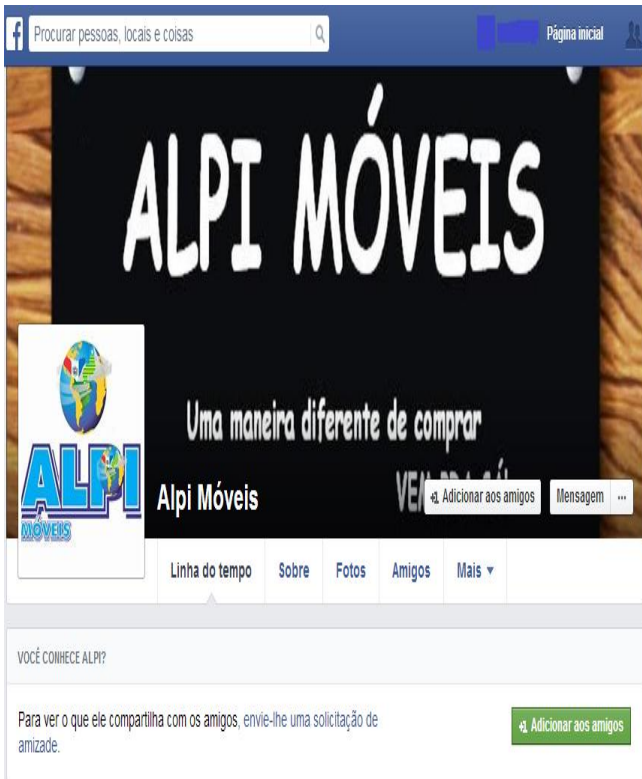 f
Procurar pessoas, locais e coisas
Página inicial
ALPI MÓVEIS
Uma maneira diferente de comprar
ALPI
MÓVEIS
Alpi Móveis
+1 Adicionar aos amigos
Mensagem
...
Linha do tempo
Sobre
Fotos
Amigos
Mais
VOCÊ CONHECE ALPI?
Para ver o que ele compartilha com os amigos, envie-lhe uma solicitação de
amizade.
+1 Adicionar aos amigos